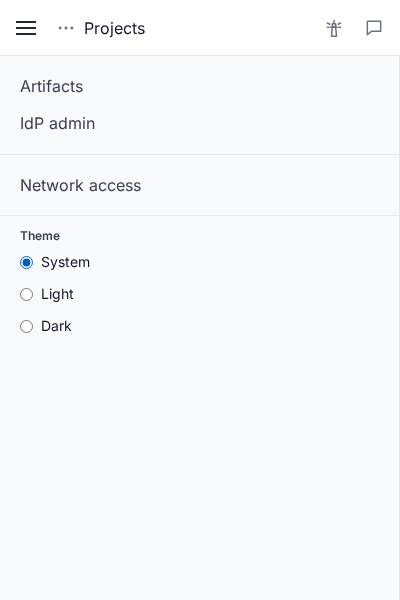 Projects
Artifacts
IdP admin
Network access
Theme
System
Light
Dark